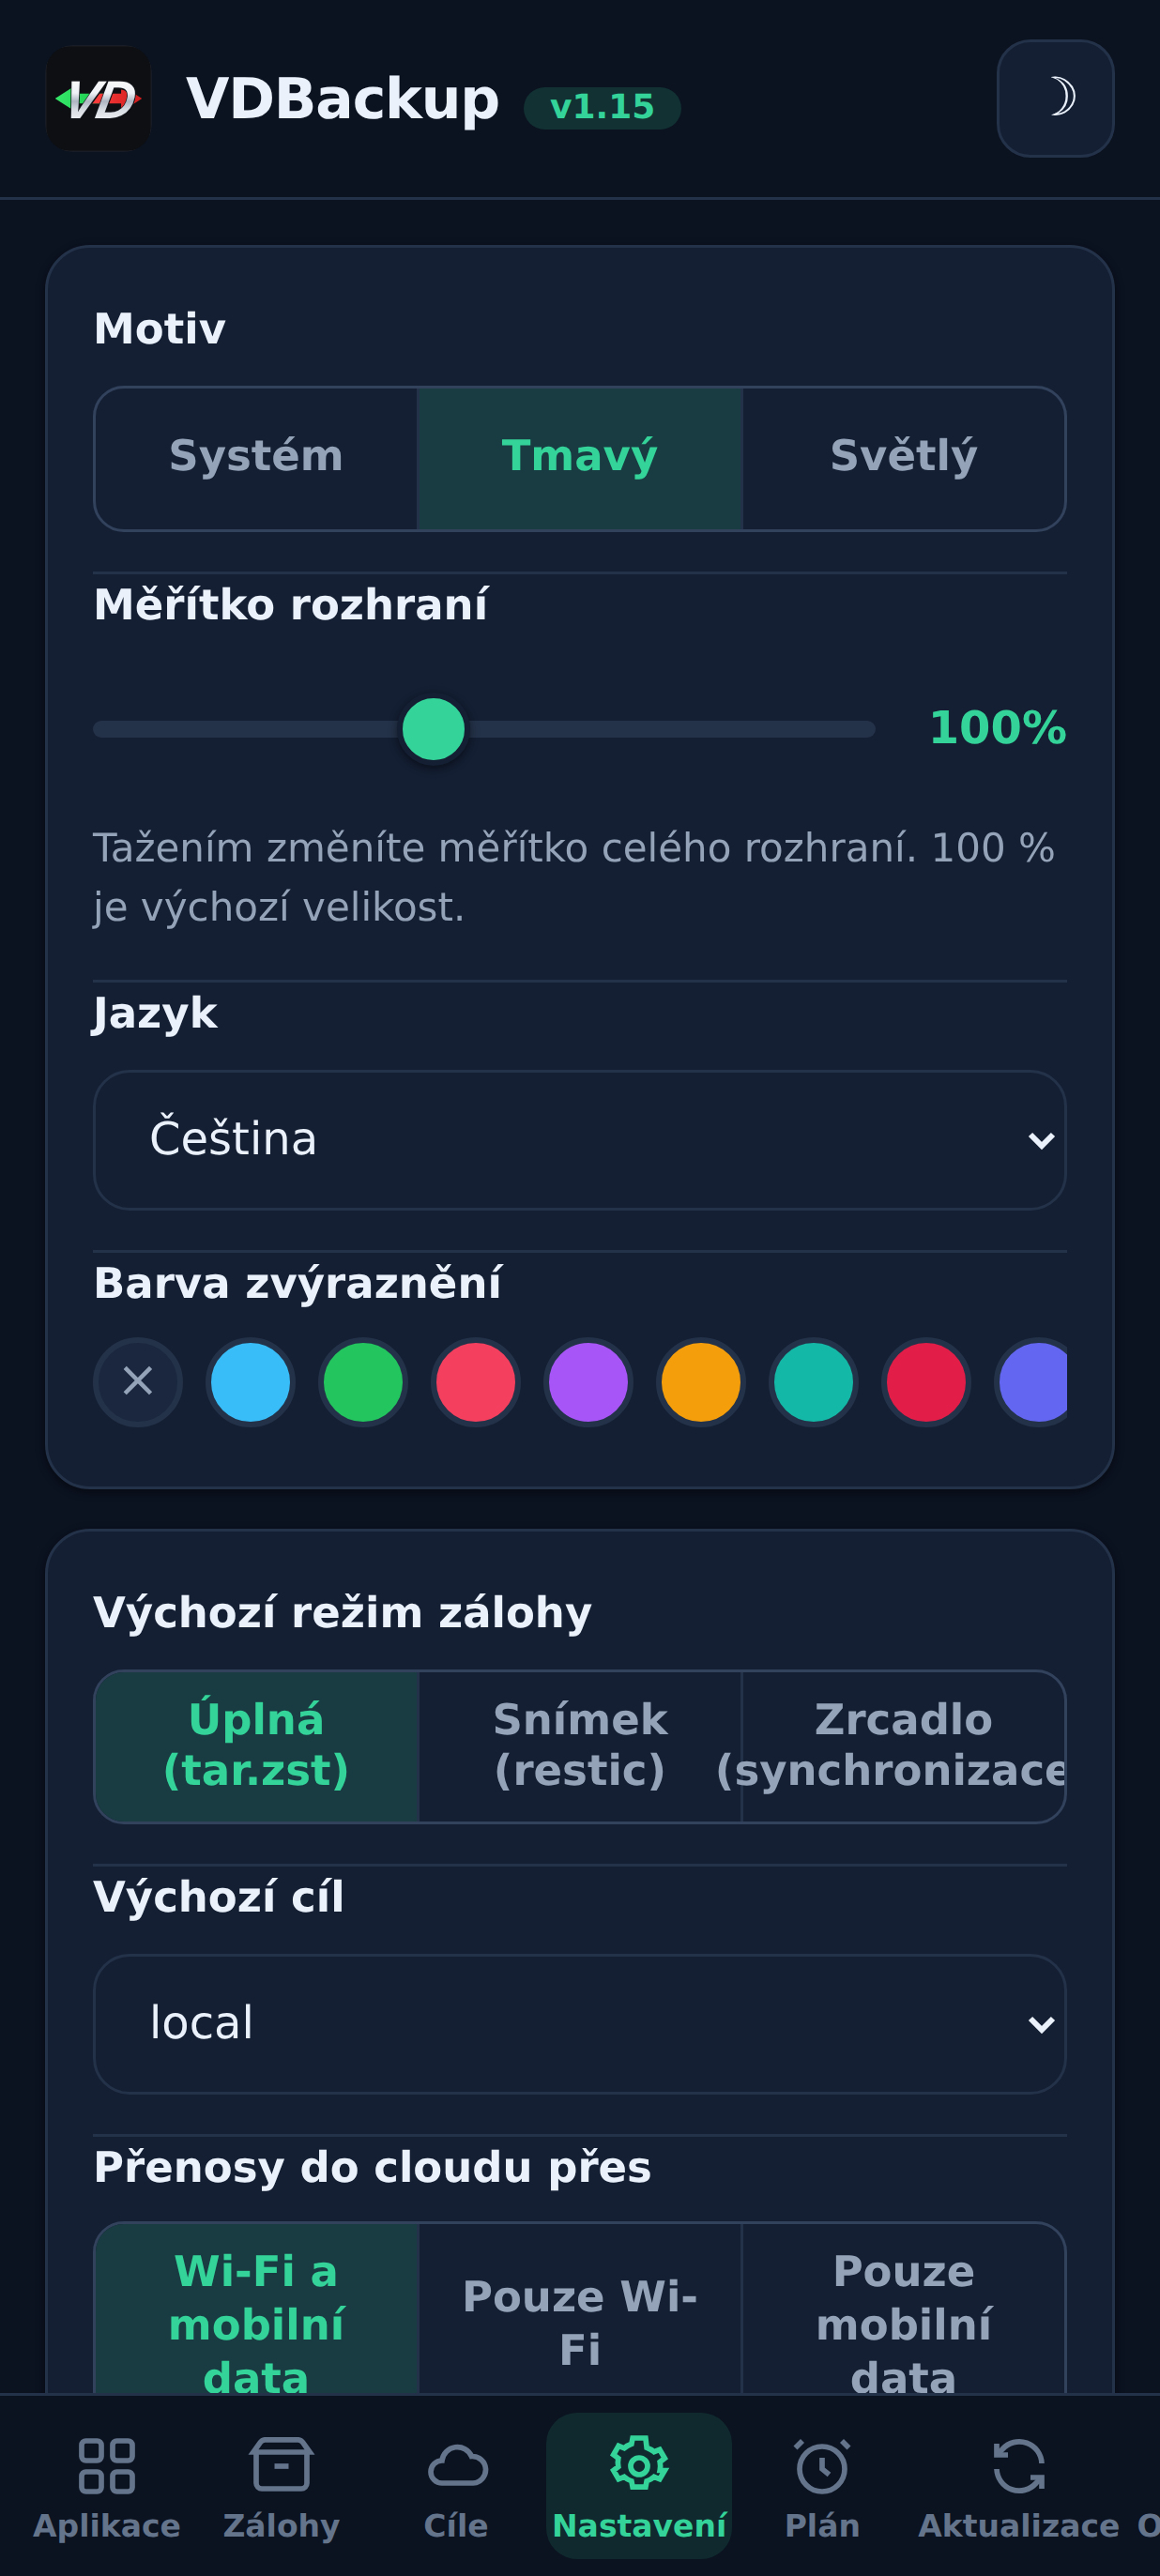 VD
VDBackup v1.15
Motiv
Systém Tmavý Světlý
Měřítko rozhraní
100%
Tažením změníte měřítko celého rozhraní. 100 %
je výchozí velikost.
Jazyk
Čeština
Barva zvýraznění
Výchozí režim zálohy
Úplná
(tar.zst)
Snímek
(restic)
Zrcadlo
(synchronizace
Výchozí cíl
local
Přenosy do cloudu přes
Wi-Fi a
mobilní
data
Pouze Wi-
Fi
Pouze
mobilní
data
Aplikace Zálohy Cíle Nastavení Plán Aktualizace